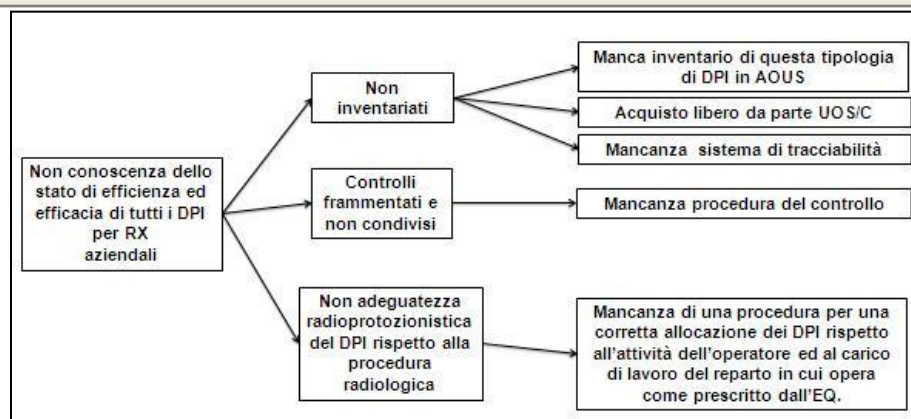 Non conoscenza dello
stato di efficienza ed
efficacia di tutti i DPI
per RX
aziendali
Non
inventariati
Controlli
frammentati e
non condivisi
Non adeguatezza
radioprotozionistica
del DPI rispetto alla
procedura
radiologica
Manca inventario di questa tipologia
di DPI in AOUS
Acquisto libero da parte UOS/C
Mancanza sistema di tracciabilità
Mancanza procedura del controllo
Mancanza di una procedura per una
corretta allocazione dei DPI rispetto
all'attività dell'operatore ed al carico
di lavoro del reparto in cui opera
come prescritto dall'EQ.